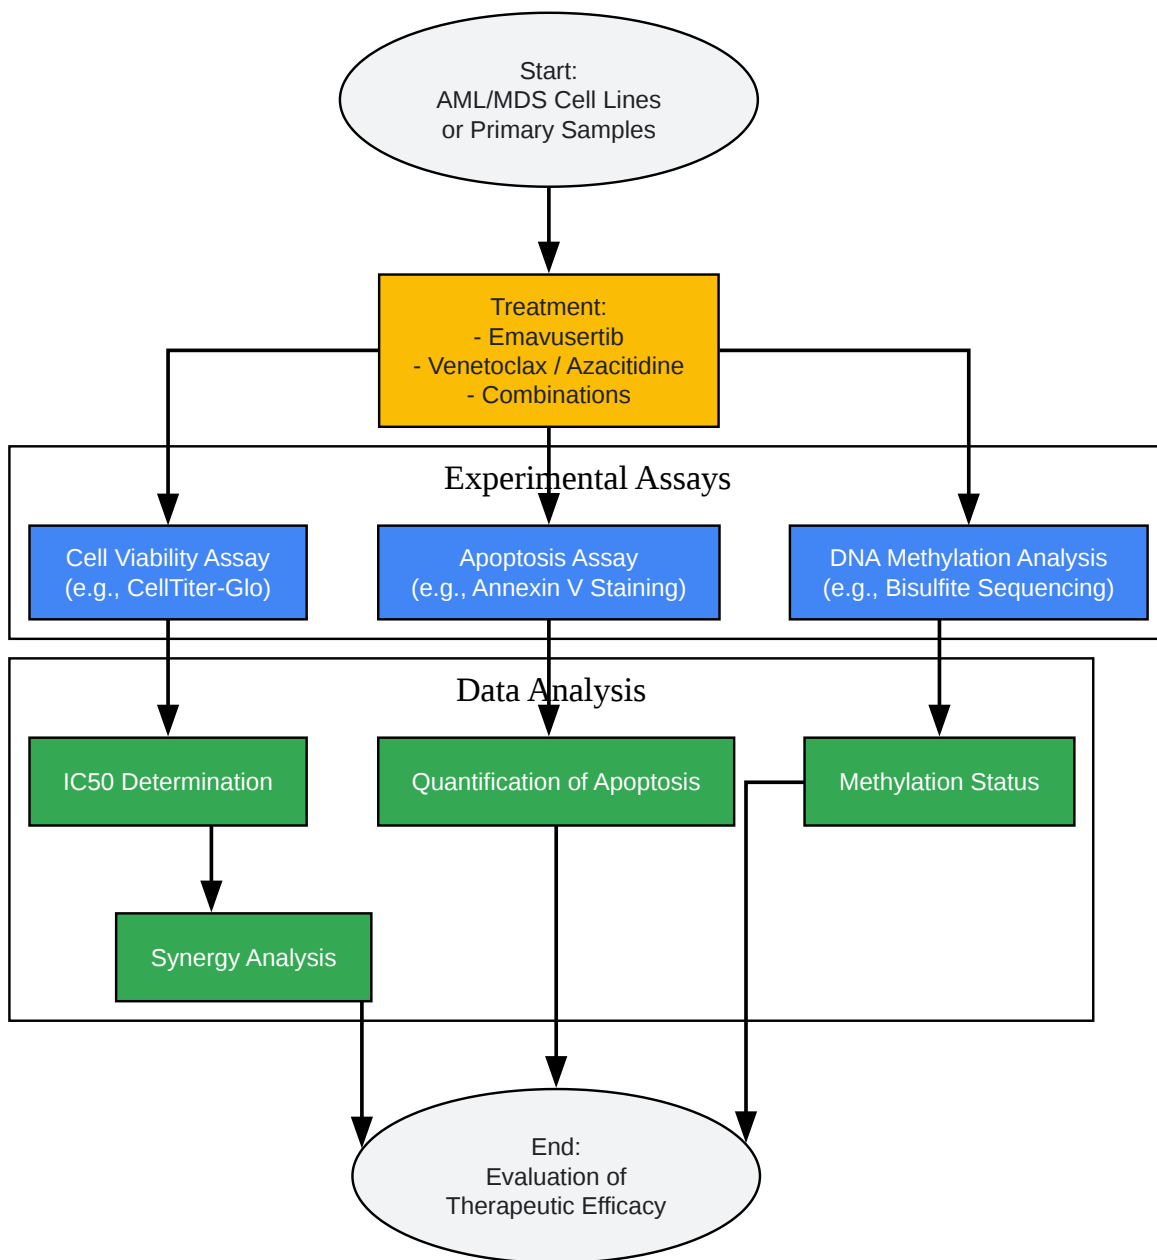 Start:
AML/MDS Cell Lines
or Primary Samples
Treatment:
- Emavusertib
- Venetoclax / Azacitidine
- Combinations
Experimental Assays
Cell Viability Assay
(e.g., CellTiter-Glo)
Apoptosis Assay
(e.g., Annexin V Staining)
DNA Methylation Analysis
(e.g., Bisulfite Sequencing)
Data Analysis
IC50 Determination
Quantification of Apoptosis
Methylation Status
Synergy Analysis
End:
Evaluation of
Therapeutic Efficacy